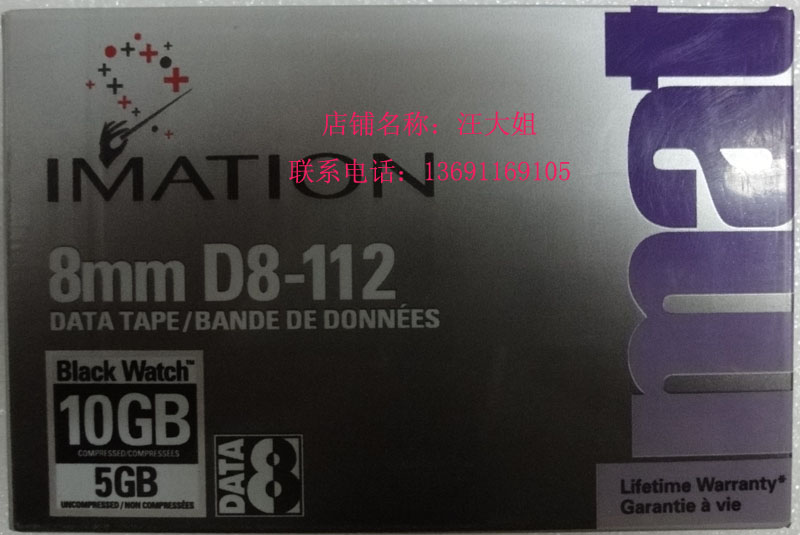 店铺名称：汪大姐
联系电话：13691169105
IMATION
8mm D8-112
DATA TAPE/BANDE DE DONNÉES
Black Watch™
10GB
COMPRESSED/COMPRESSÉES
5GB
UNCOMPRESSED/NON COMPRESSÉES
DATA
8
mat
Lifetime Warranty*
Garantie à vie